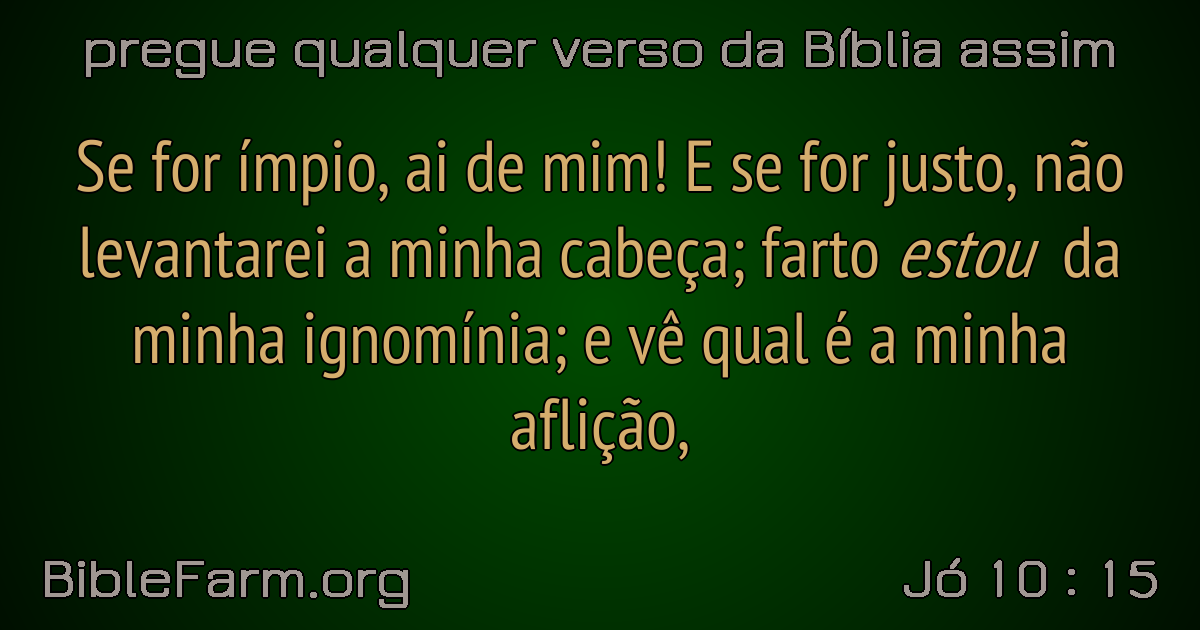 pregue qualquer verso da Bíblia assim
Se for ímpio, ai de mim! E se for justo, não
levantarei a minha cabeça; farto estou da
minha ignomínia; e vê qual é a minha
aflição,
BibleFarm.org
Jó 10 : 15